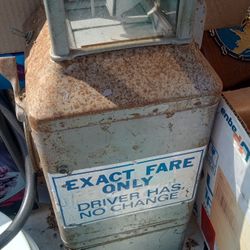 EXACT FARE
ONLY
DRIVER HAS
NO CHANGE